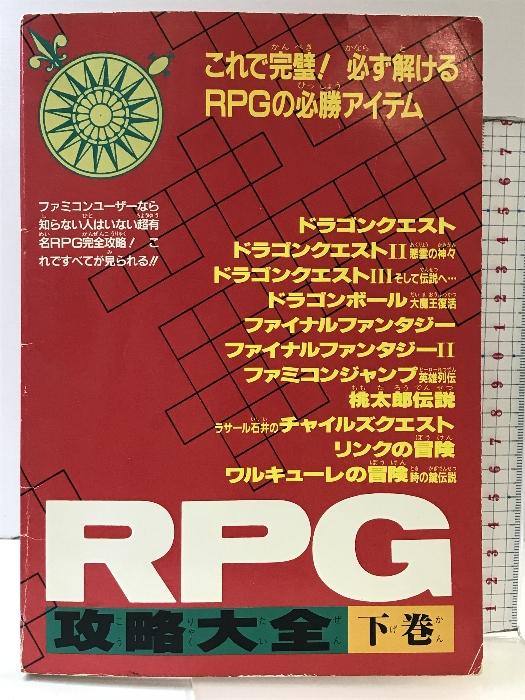 これで完璧! 必ず解ける
RPGの必勝アイテム
ファミコンユーザーなら
知らない人はいない超有
名RPG完全攻略! こ
れですべてが見られる!!
ドラゴンクエスト
ドラゴンクエストII 悪霊の神々
ドラゴンクエストIII そして伝説へ…
ドラゴンボール 大魔王復活
ファイナルファンタジー
ファイナルファンタジーII
ファミコンジャンプ 英雄列伝
桃太郎伝説
ラサール石井のチャイルズクエスト
リンクの冒険
ワルキューレの冒険 時の鍵伝説
RPG
攻略大全 下巻